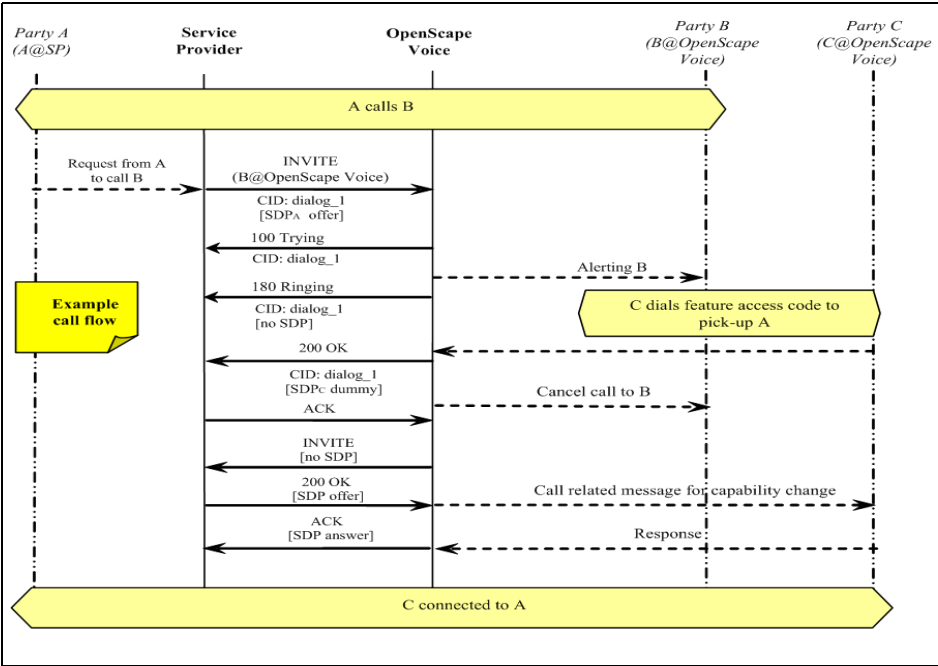 Party A
(A@SP)
Service
Provider
OpenScape
Voice
Party B
(B@OpenScape
Voice)
Party C
(C@OpenScape
Voice)
A calls B
Request from A
to call B
INVITE
(B@OpenScape Voice)
CID: dialog_1
[SDPA offer]
100 Trying
CID: dialog_1
Alerting B
180 Ringing
CID: dialog_1
[no SDP]
Example
call flow
C dials feature access code to
pick-up A
200 OK
CID: dialog_1
[SDPC dummy]
Cancel call to B
ACK
INVITE
[no SDP]
200 OK
[SDP offer]
Call related message for capability change
ACK
[SDP answer]
Response
C connected to A